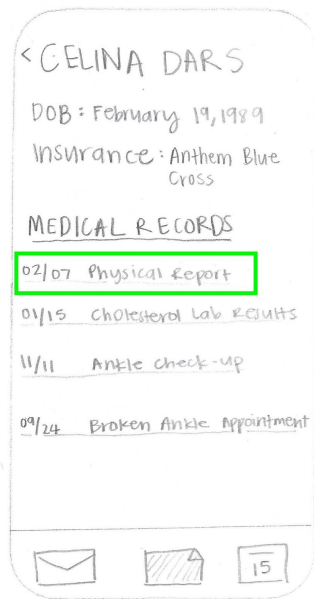 < CELINA DARS
DOB: February 19, 1989
Insurance: Anthem Blue
Cross
MEDICAL RECORDS
02/07 Physical Report
01/15 Cholesterol Lab Results
11/11 Ankle Check-up
09/24 Broken Ankle Appointment
15